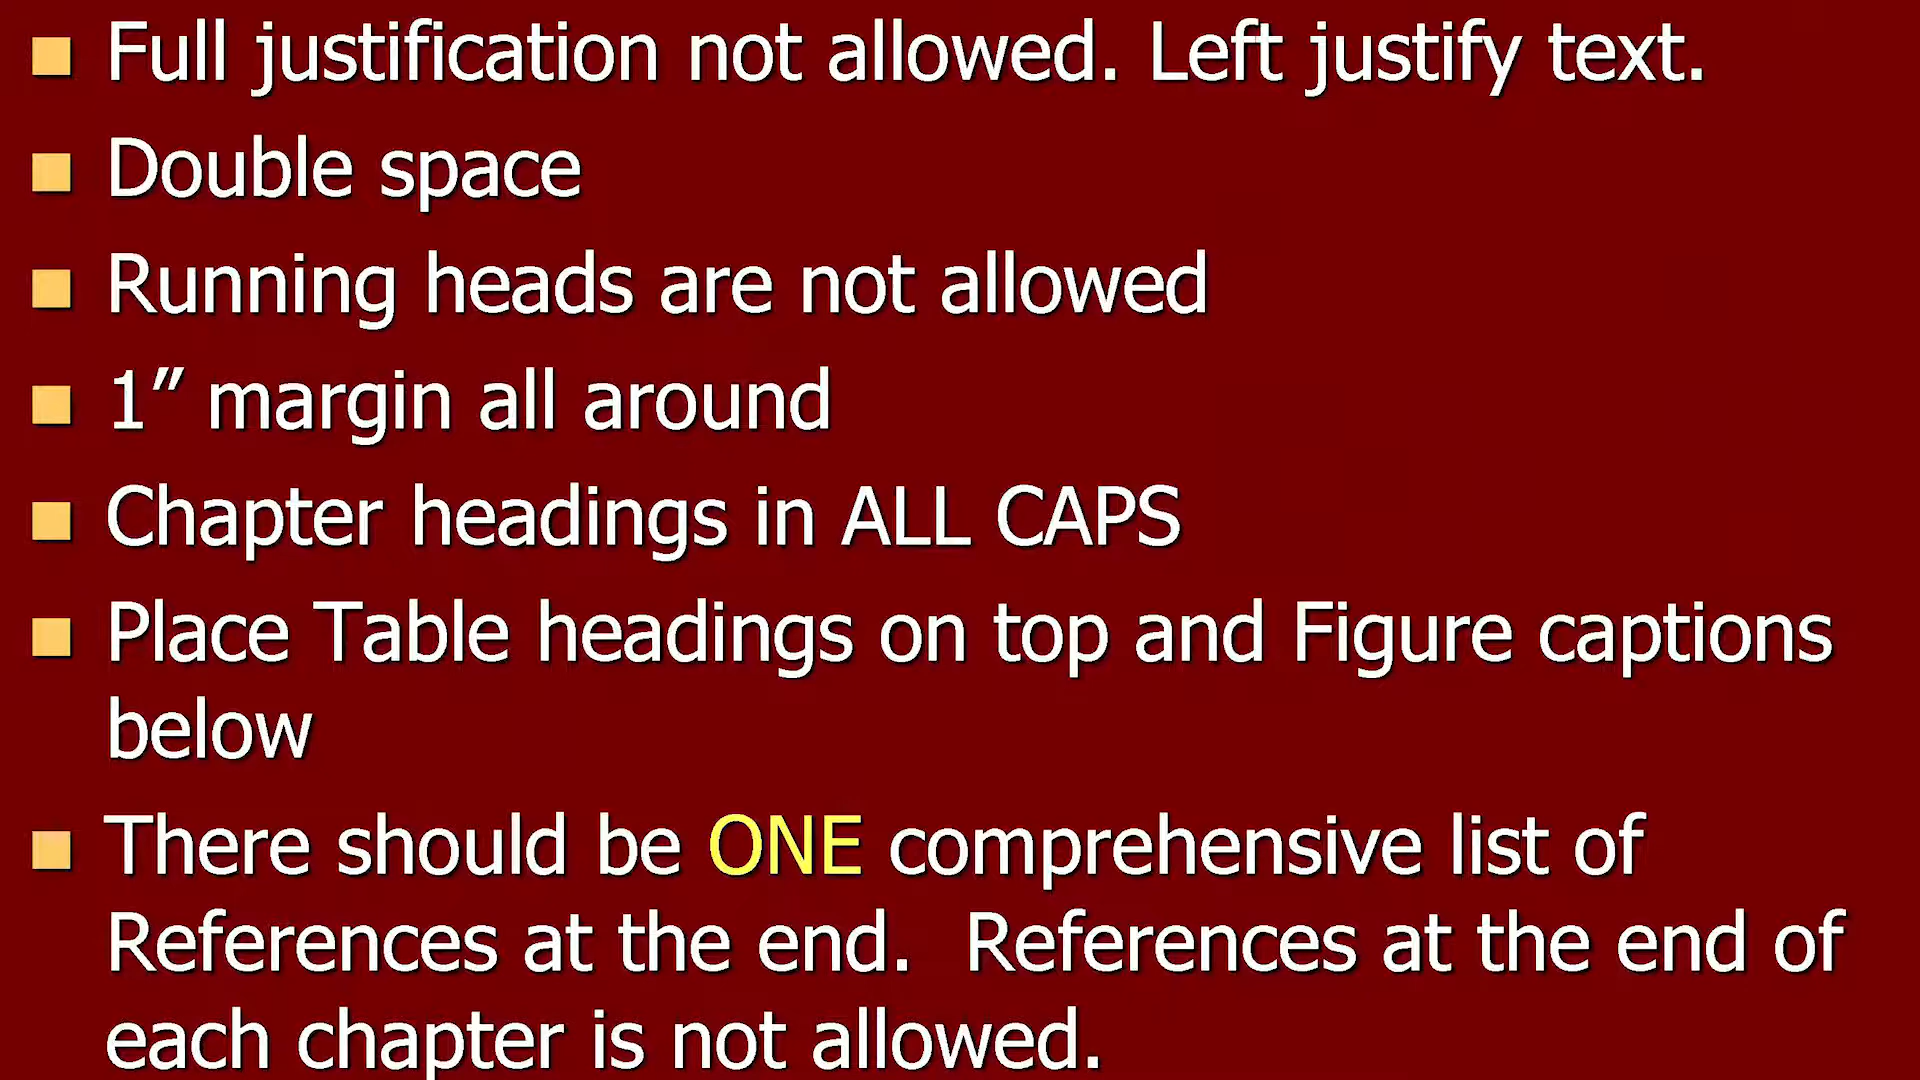 Full justification not allowed. Left justify text.
Double space
Running heads are not allowed
1” margin all around
Chapter headings in ALL CAPS
Place Table headings on top and Figure captions
below
There should be ONE comprehensive list of
References at the end.  References at the end of
each chapter is not allowed.